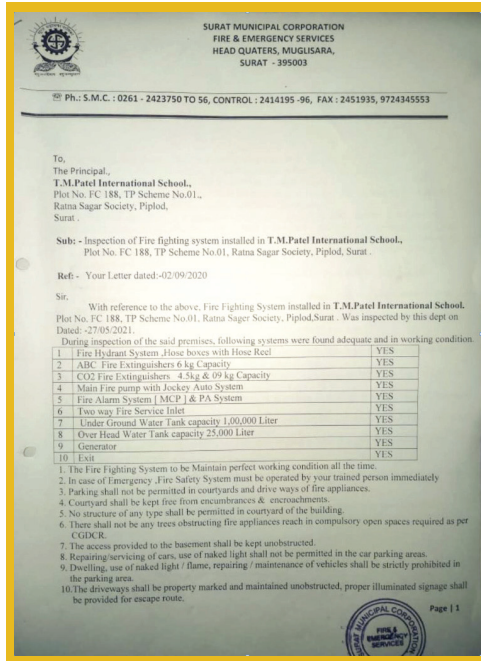 SURAT MUNICIPAL CORPORATION
FIRE & EMERGENCY SERVICES
HEAD QUATERS, MUGLISARA,
SURAT - 395003
Ph.: S.M.C. : 0261 - 2423750 TO 56, CONTROL : 2414195 -96, FAX : 2451935, 9724345553
To,
The Principal.,
T.M.Patel International School.,
Plot No. FC 188, TP Scheme No.01.,
Ratna Sagar Society, Piplod,
Surat .
Sub: - Inspection of Fire fighting system installed in T.M.Patel International School.,
Plot No. FC 188, TP Scheme No.01, Ratna Sagar Society, Piplod, Surat .
Ref: - Your Letter dated:-02/09/2020
Sir,
With reference to the above, Fire Fighting System installed in T.M.Patel International School.
Plot No. FC 188, TP Scheme No.01, Ratna Sager Society, Piplod,Surat . Was inspected by this dept on
Dated: -27/05/2021.
During inspection of the said premises, following systems were found adequate and in working condition.
1 Fire Hydrant System ,Hose boxes with Hose Reel YES
2 ABC Fire Extinguishers 6 kg Capacity YES
3 CO2 Fire Extinguishers 4.5kg & 09 kg Capacity YES
4 Main Fire pump with Jockey Auto System YES
5 Fire Alarm System [ MCP ] & PA System YES
6 Two way Fire Service Inlet YES
7 Under Ground Water Tank capacity 1,00,000 Liter YES
8 Over Head Water Tank capacity 25,000 Liter YES
9 Generator YES
10 Exit YES
1. The Fire Fighting System to be Maintain perfect working condition all the time.
2. In case of Emergency ,Fire Safety System must be operated by your trained person immediately
3. Parking shall not be permitted in courtyards and drive ways of fire appliances.
4. Courtyard shall be kept free from encumbrances & encroachments.
5. No structure of any type shall be permitted in courtyard of the building.
6. There shall not be any trees obstructing fire appliances reach in compulsory open spaces required as per
CGDCR.
7. The access provided to the basement shall be kept unobstructed.
8. Repairing/servicing of cars, use of naked light shall not be permitted in the car parking areas.
9. Dwelling, use of naked light / flame, repairing / maintenance of vehicles shall be strictly prohibited in
the parking area.
10.The driveways shall be property marked and maintained unobstructed, proper illuminated signage shall
be provided for escape route.
Page | 1
SURAT MUNICIPAL CORPORATION
FIRE &
EMERGENCY
SERVICES